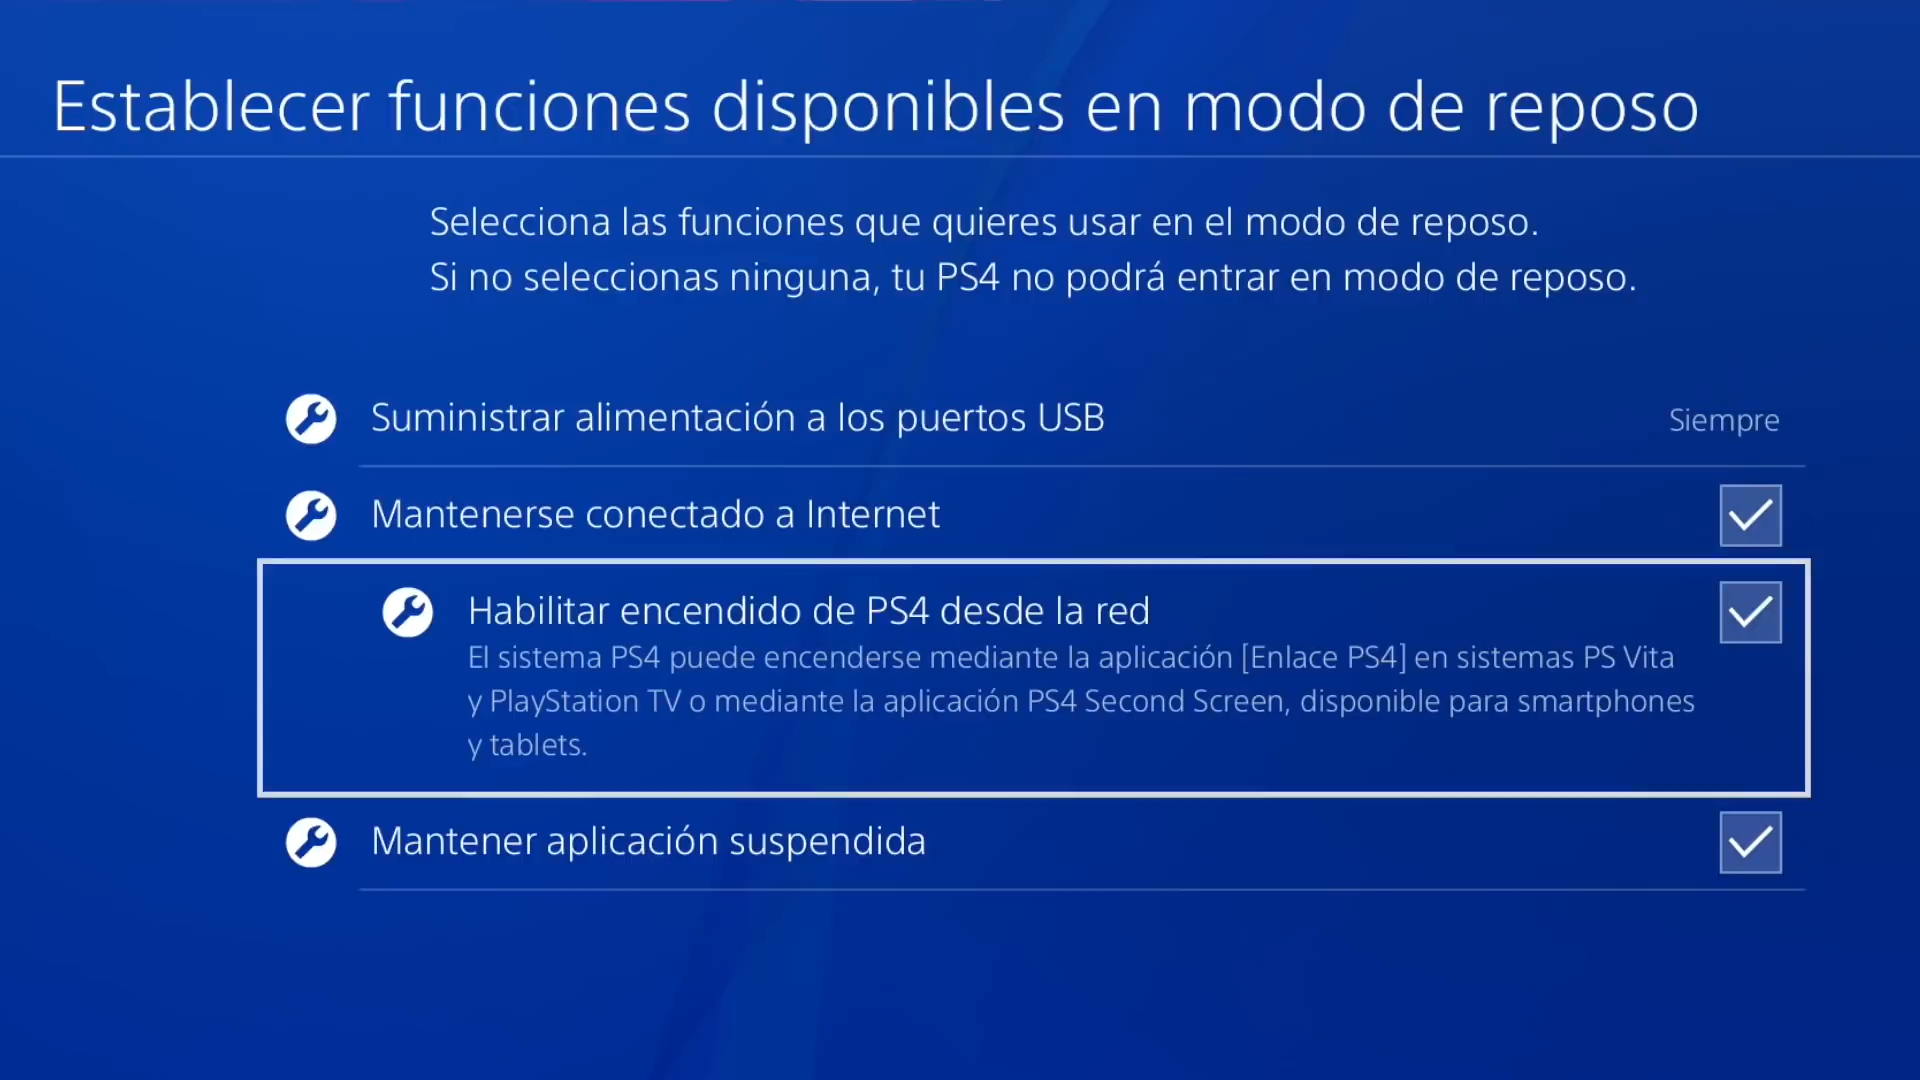 Establecer funciones disponibles en modo de reposo
Selecciona las funciones que quieres usar en el modo de reposo.
Si no seleccionas ninguna, tu PS4 no podrá entrar en modo de reposo.
Suministrar alimentación a los puertos USB
Siempre
Mantenerse conectado a Internet
Habilitar encendido de PS4 desde la red
El sistema PS4 puede encenderse mediante la aplicación [Enlace PS4] en sistemas PS Vita
y PlayStation TV o mediante la aplicación PS4 Second Screen, disponible para smartphones
y tablets.
Mantener aplicación suspendida